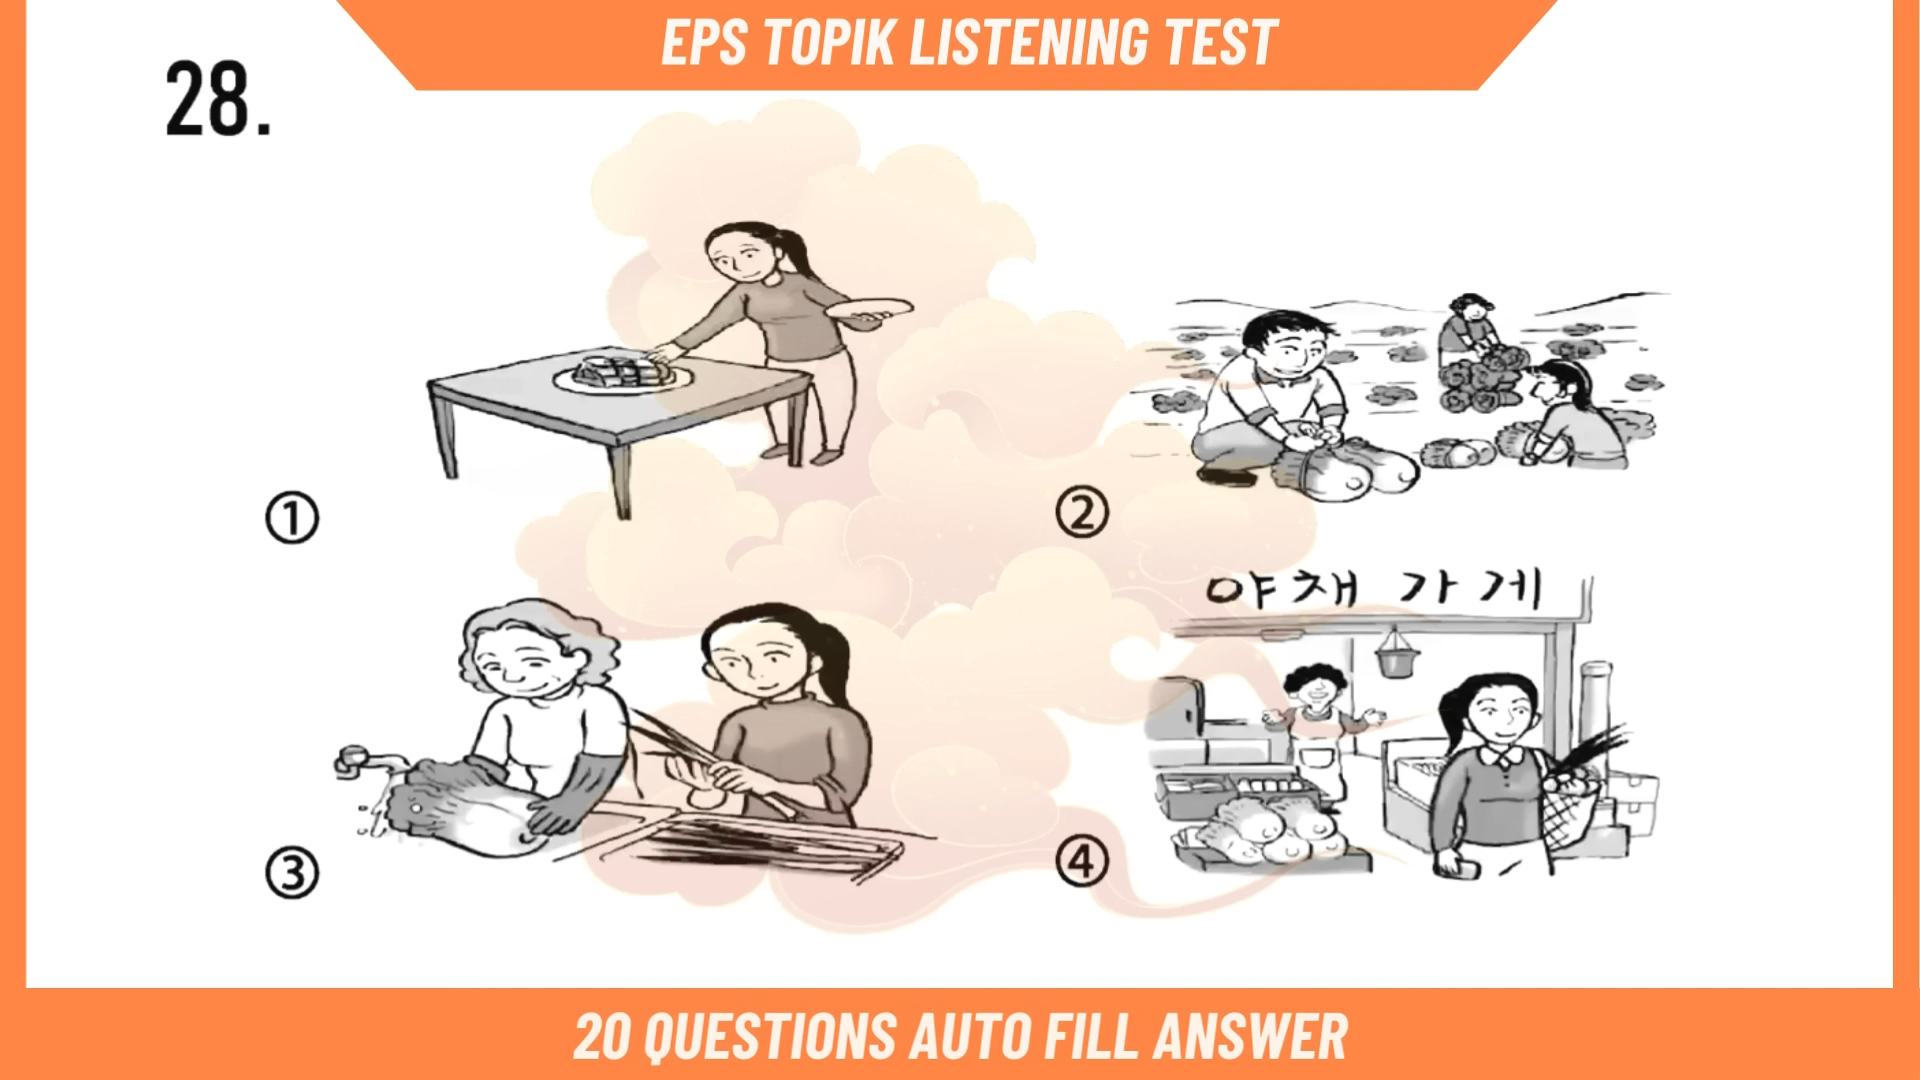 EPS TOPIK LISTENING TEST
28.
①
②
야채 가게
③
④
20 QUESTIONS AUTO FILL ANSWER